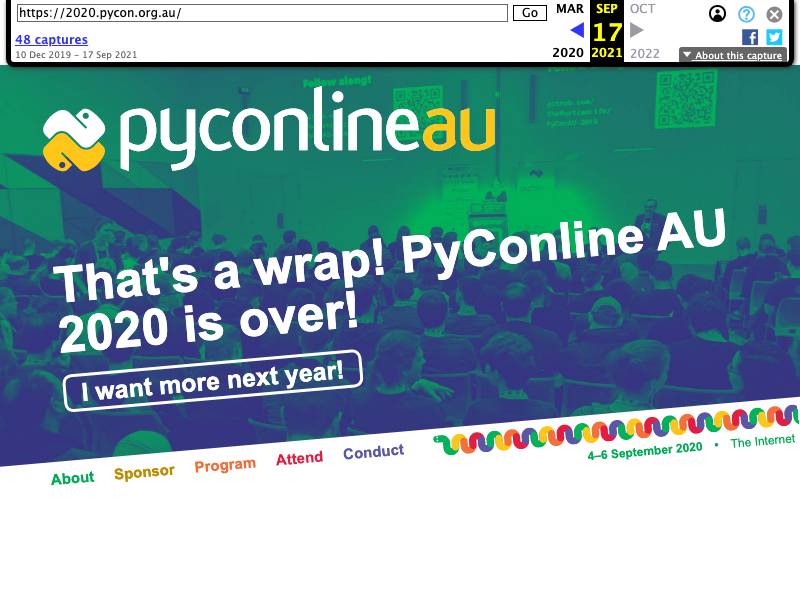 https://2020.pycon.org.au/
Go
MAR SEP OCT
17
2020 2021 2022
48 captures
10 Dec 2019 – 17 Sep 2021
About this capture
Follow along!
pyconlineau
That's a wrap! PyConline AU
2020 is over!
I want more next year!
About Sponsor Program Attend Conduct
4–6 September 2020 • The Internet